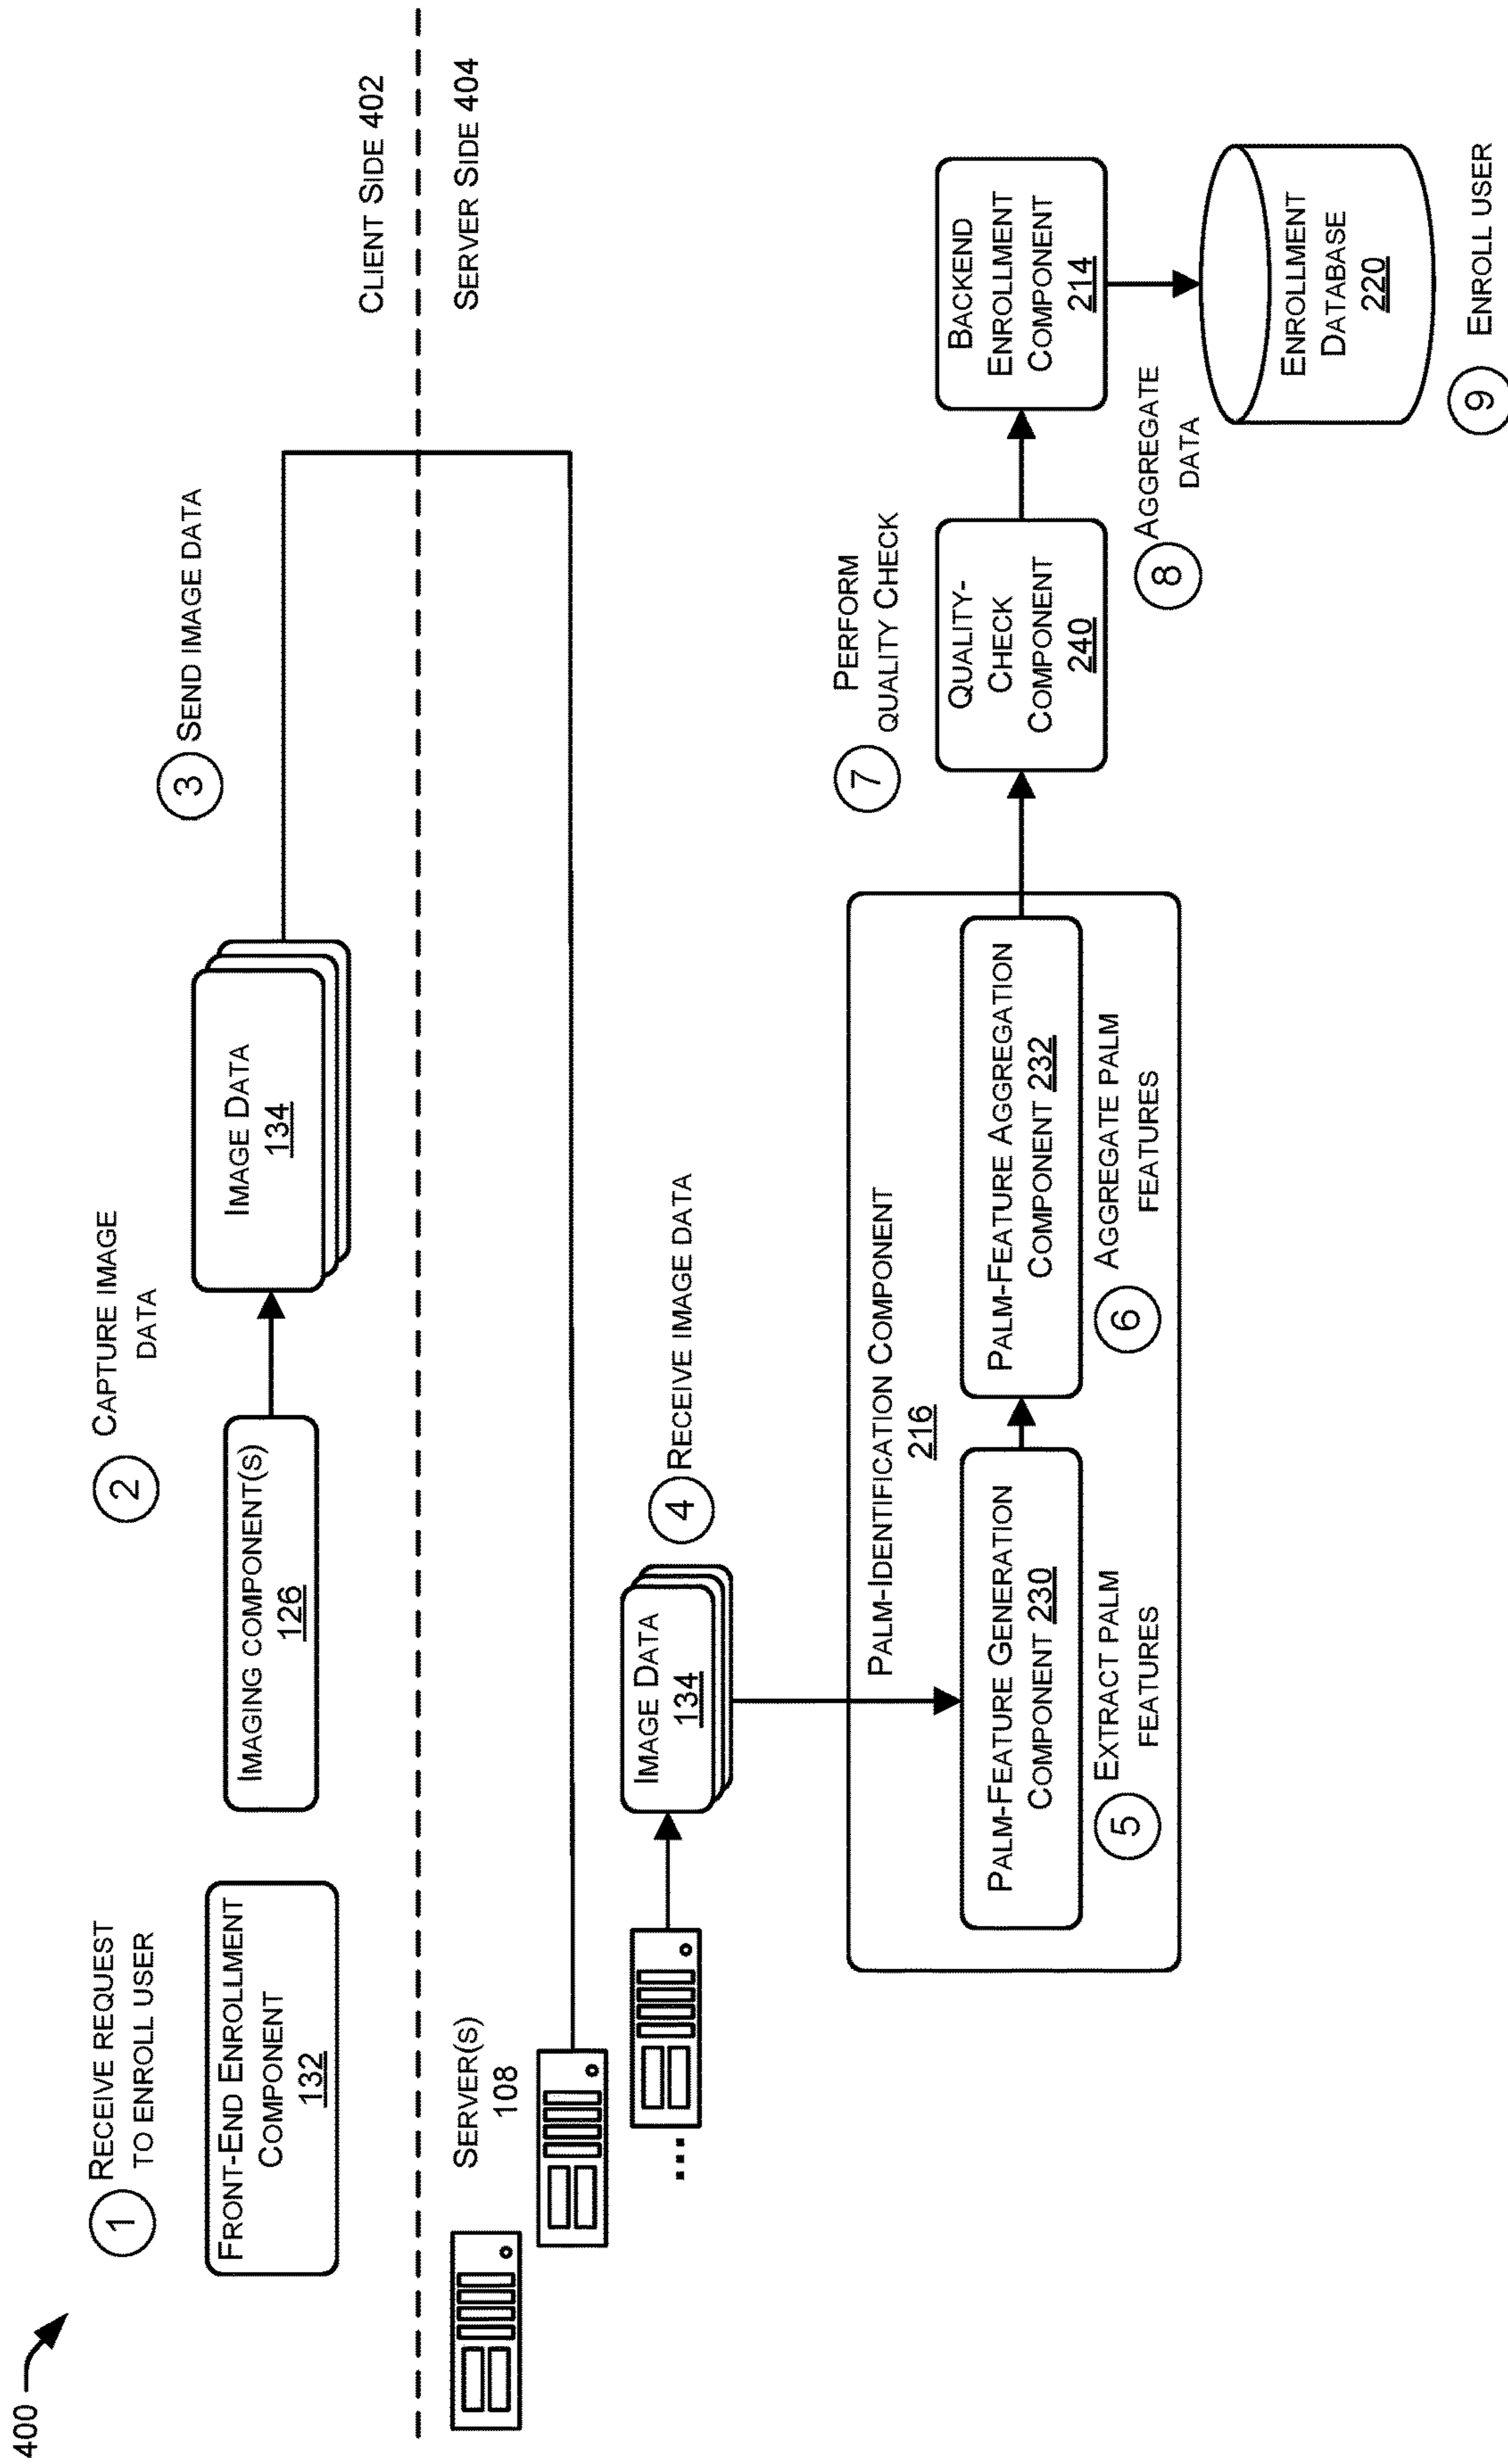 400
1
RECEIVE REQUEST
TO ENROLL USER
FRONT-END ENROLLMENT
COMPONENT
132
2
CAPTURE IMAGE
DATA
IMAGING COMPONENT(S)
126
IMAGE DATA
134
3
SEND IMAGE DATA
CLIENT SIDE 402
SERVER SIDE 404
SERVER(S)
108
...
IMAGE DATA
134
4
RECEIVE IMAGE DATA
PALM-IDENTIFICATION COMPONENT
216
PALM-FEATURE GENERATION
COMPONENT 230
5
EXTRACT PALM
FEATURES
PALM-FEATURE AGGREGATION
COMPONENT 232
6
AGGREGATE PALM
FEATURES
7
PERFORM
QUALITY CHECK
QUALITY-
CHECK
COMPONENT
240
8
AGGREGATE
DATA
BACKEND
ENROLLMENT
COMPONENT
214
ENROLLMENT
DATABASE
220
9
ENROLL USER